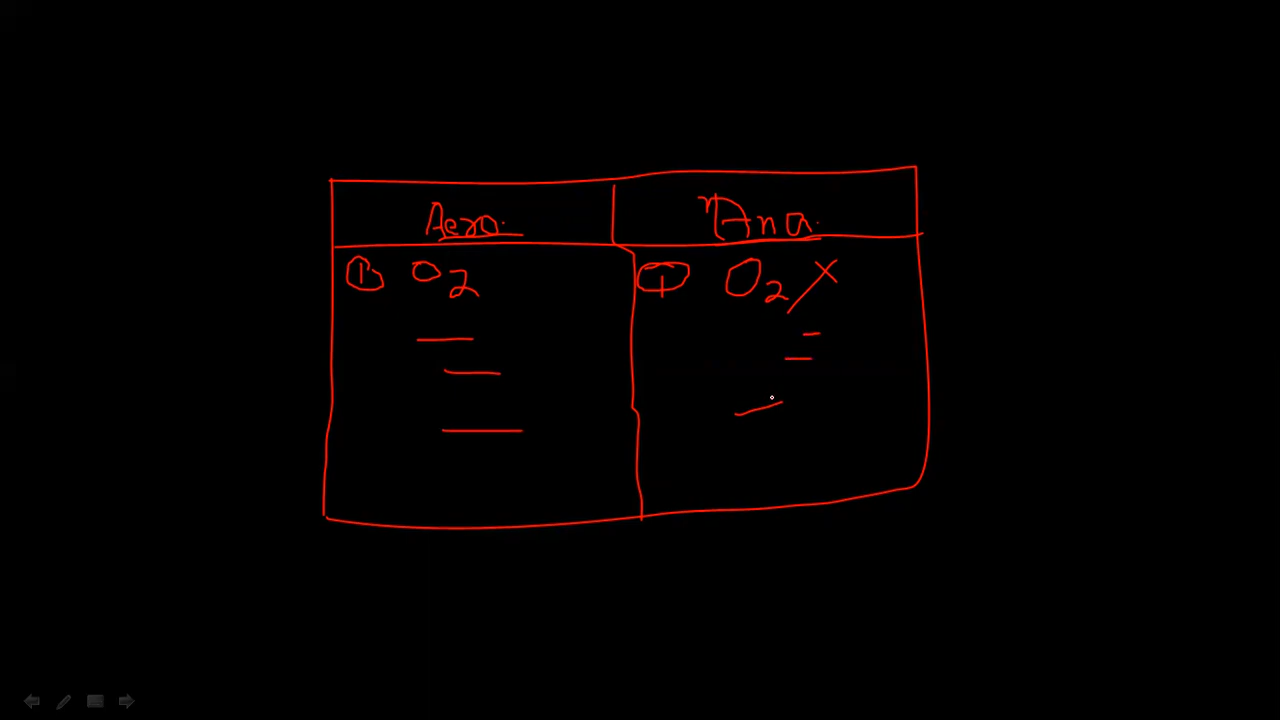 Aero. Ana.
① O2 ① O2 X